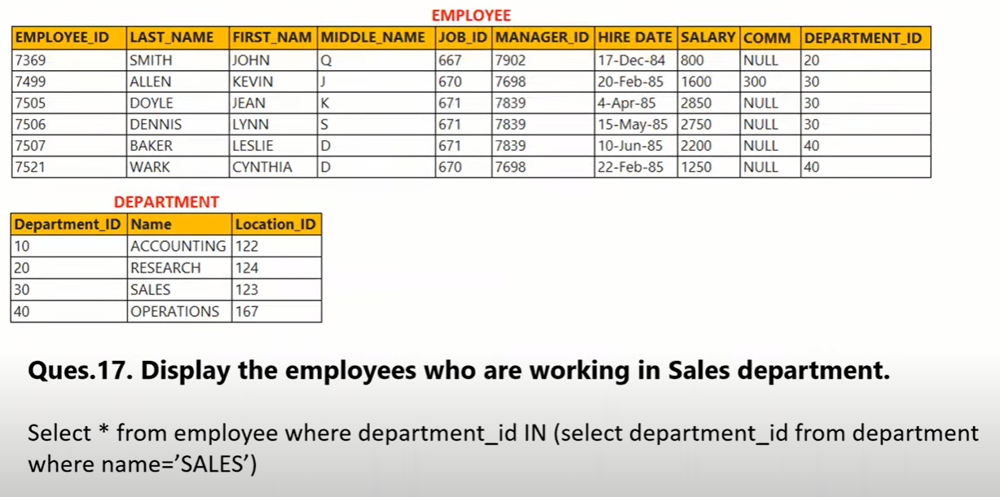 EMPLOYEE
EMPLOYEE_ID LAST_NAME FIRST_NAM MIDDLE_NAME JOB_ID MANAGER_ID HIRE DATE SALARY COMM DEPARTMENT_ID
7369 SMITH JOHN Q 667 7902 17-Dec-84 800 NULL 20
7499 ALLEN KEVIN J 670 7698 20-Feb-85 1600 300 30
7505 DOYLE JEAN K 671 7839 4-Apr-85 2850 NULL 30
7506 DENNIS LYNN S 671 7839 15-May-85 2750 NULL 30
7507 BAKER LESLIE D 671 7839 10-Jun-85 2200 NULL 40
7521 WARK CYNTHIA D 670 7698 22-Feb-85 1250 NULL 40
DEPARTMENT
Department_ID Name Location_ID
10 ACCOUNTING 122
20 RESEARCH 124
30 SALES 123
40 OPERATIONS 167
Ques.17. Display the employees who are working in Sales department.
Select * from employee where department_id IN (select department_id from department
where name=’SALES’)